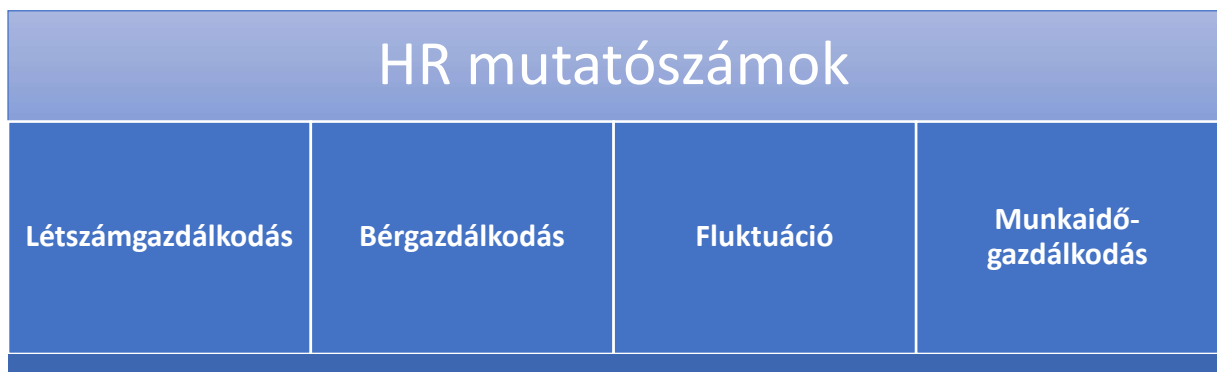 HR mutatószámok
Létszámgazdálkodás
Bérgazdálkodás
Fluktuáció
Munkaidő-
gazdálkodás